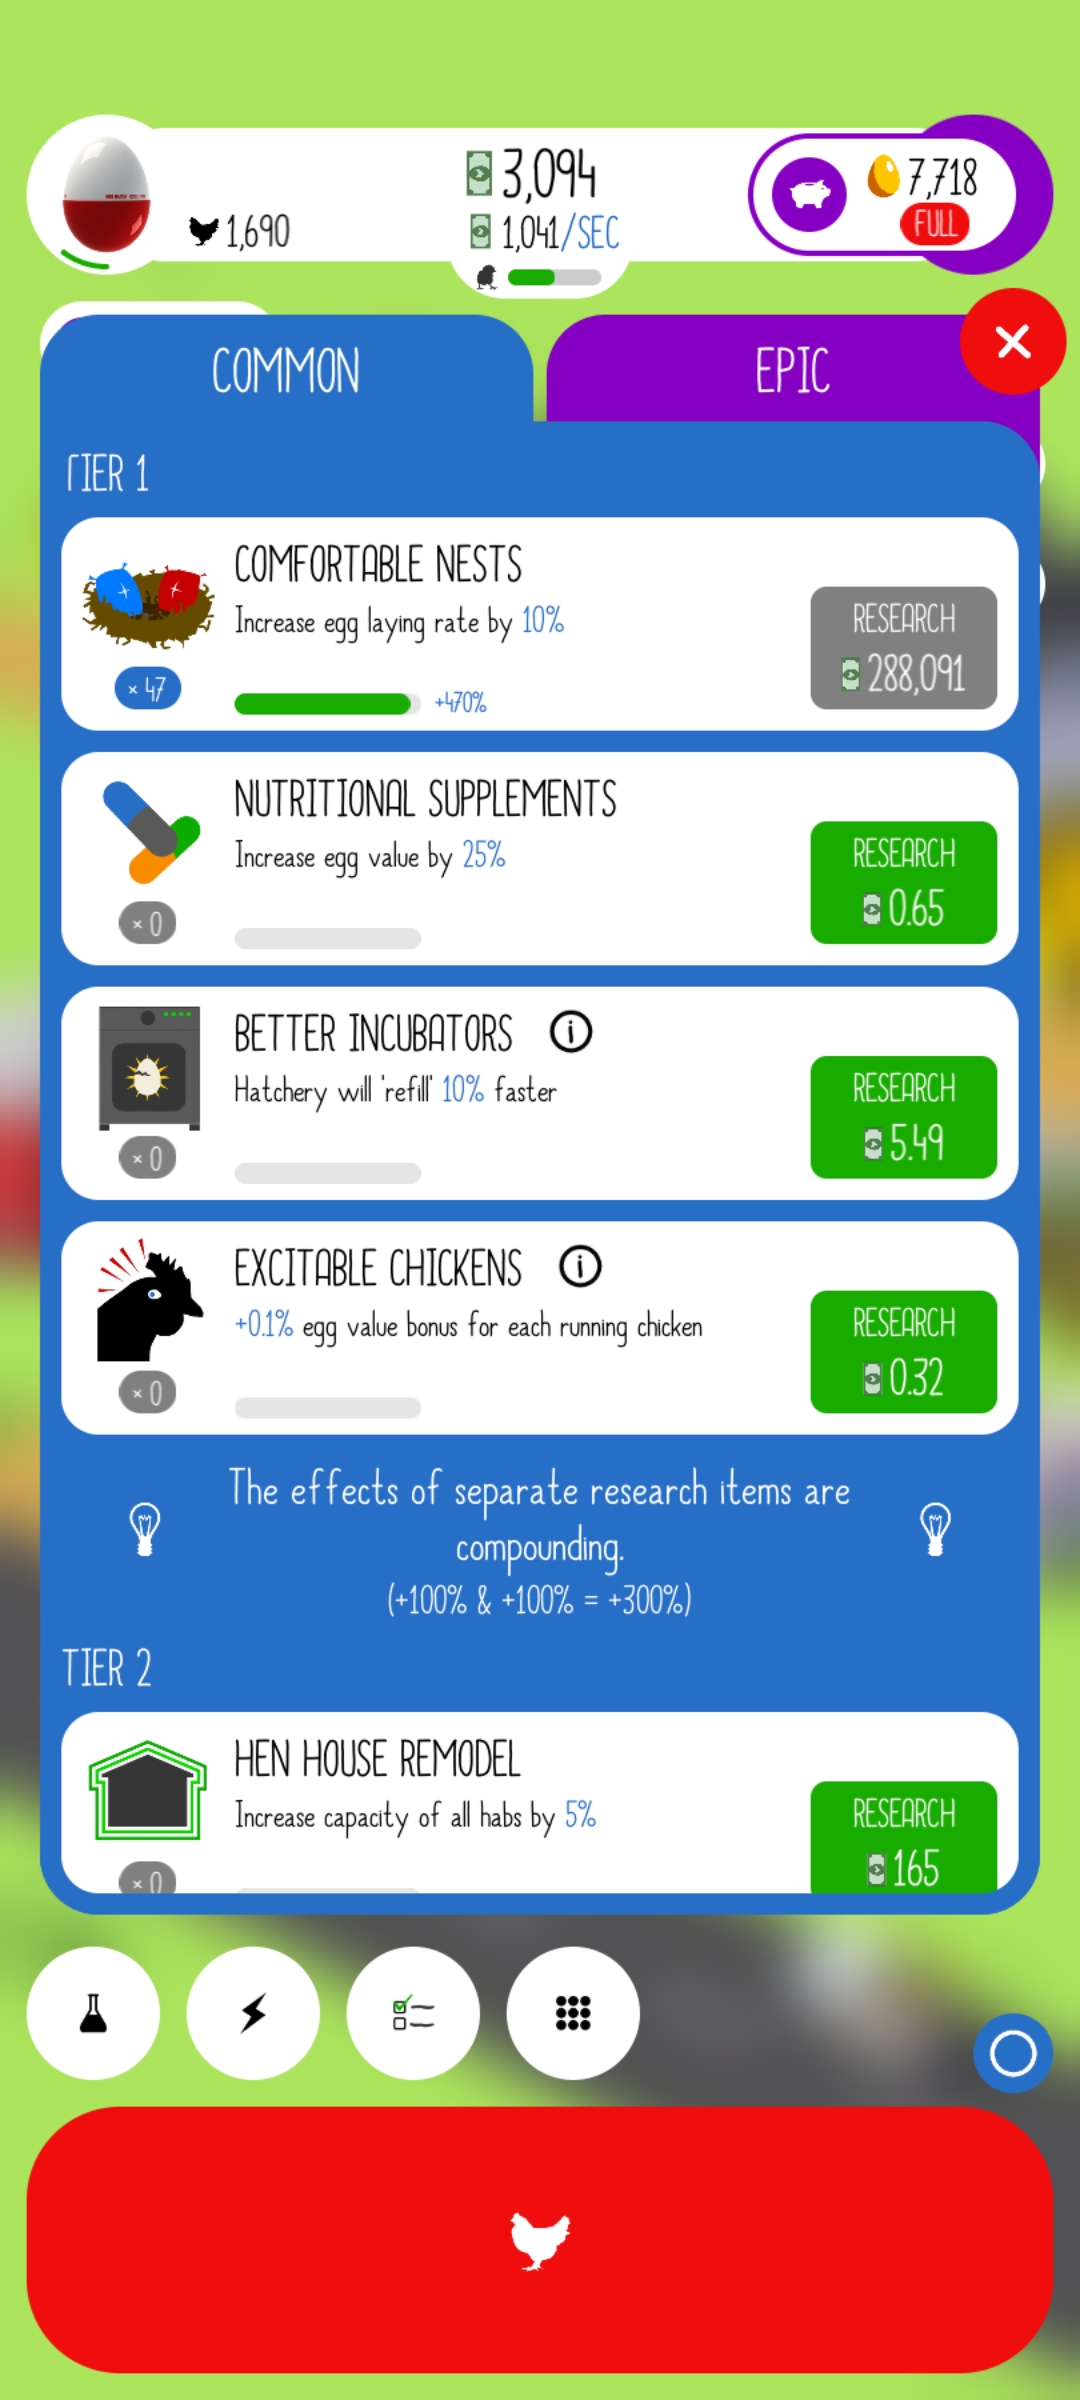 3,094
1,690
1,041/SEC
7,718
FULL
COMMON
EPIC
TIER 1
COMFORTABLE NESTS
Increase egg laying rate by 10%
× 47
+470%
RESEARCH
288,091
NUTRITIONAL SUPPLEMENTS
Increase egg value by 25%
× 0
RESEARCH
0.65
BETTER INCUBATORS
Hatchery will 'refill' 10% faster
× 0
RESEARCH
5.49
EXCITABLE CHICKENS
+0.1% egg value bonus for each running chicken
× 0
RESEARCH
0.32
The effects of separate research items are
compounding.
(+100% & +100% = +300%)
TIER 2
HEN HOUSE REMODEL
Increase capacity of all habs by 5%
× 0
RESEARCH
165